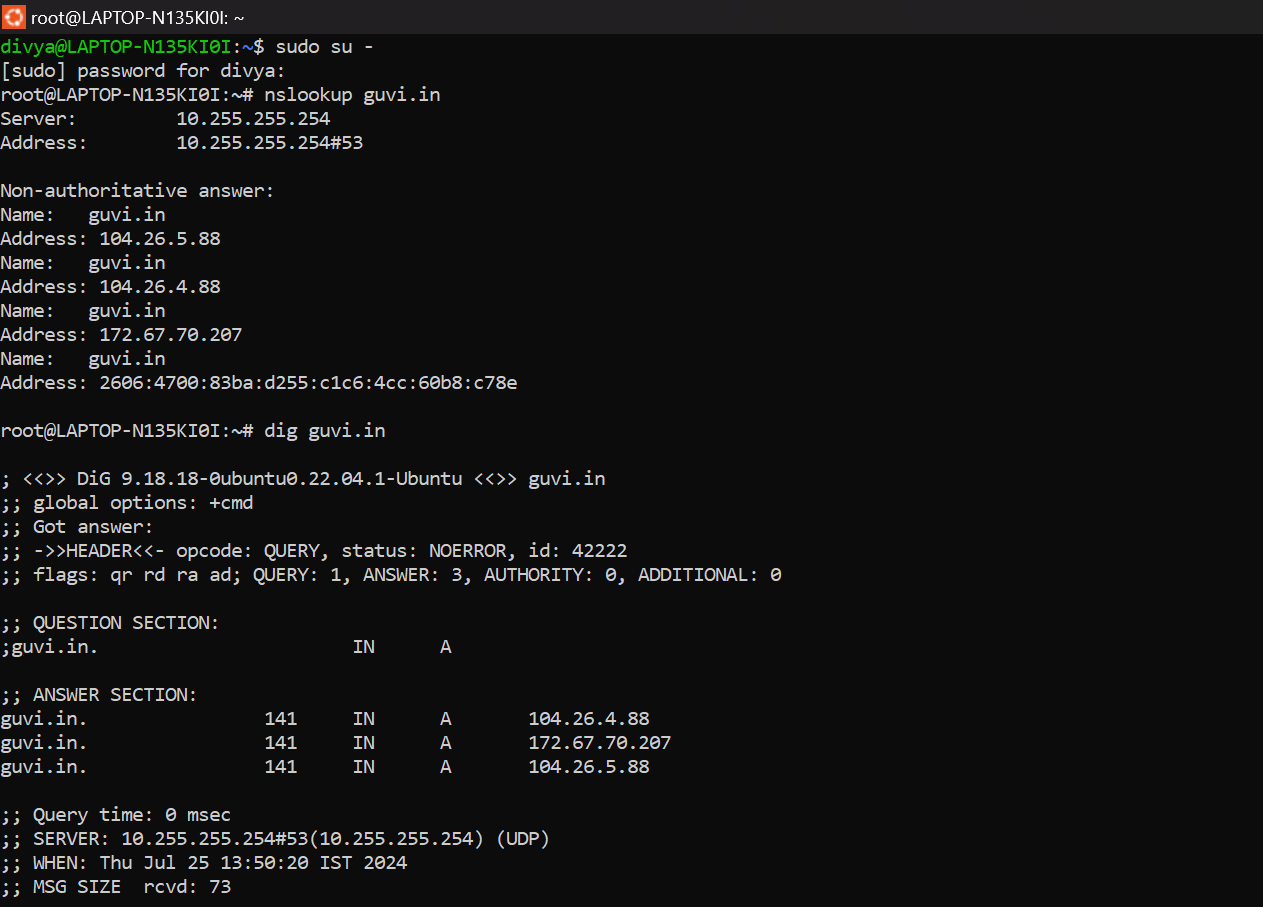 root@LAPTOP-N135KI0I: ~
divya@LAPTOP-N135KI0I:~$ sudo su -
[sudo] password for divya:
root@LAPTOP-N135KI0I:~# nslookup guvi.in
Server:         10.255.255.254
Address:        10.255.255.254#53
Non-authoritative answer:
Name:   guvi.in
Address: 104.26.5.88
Name:   guvi.in
Address: 104.26.4.88
Name:   guvi.in
Address: 172.67.70.207
Name:   guvi.in
Address: 2606:4700:83ba:d255:c1c6:4cc:60b8:c78e
root@LAPTOP-N135KI0I:~# dig guvi.in
; <<>> DiG 9.18.18-0ubuntu0.22.04.1-Ubuntu <<>> guvi.in
;; global options: +cmd
;; Got answer:
;; ->>HEADER<<- opcode: QUERY, status: NOERROR, id: 42222
;; flags: qr rd ra ad; QUERY: 1, ANSWER: 3, AUTHORITY: 0, ADDITIONAL: 0
;; QUESTION SECTION:
;guvi.in.                       IN      A
;; ANSWER SECTION:
guvi.in.                141     IN      A       104.26.4.88
guvi.in.                141     IN      A       172.67.70.207
guvi.in.                141     IN      A       104.26.5.88
;; Query time: 0 msec
;; SERVER: 10.255.255.254#53(10.255.255.254) (UDP)
;; WHEN: Thu Jul 25 13:50:20 IST 2024
;; MSG SIZE  rcvd: 73